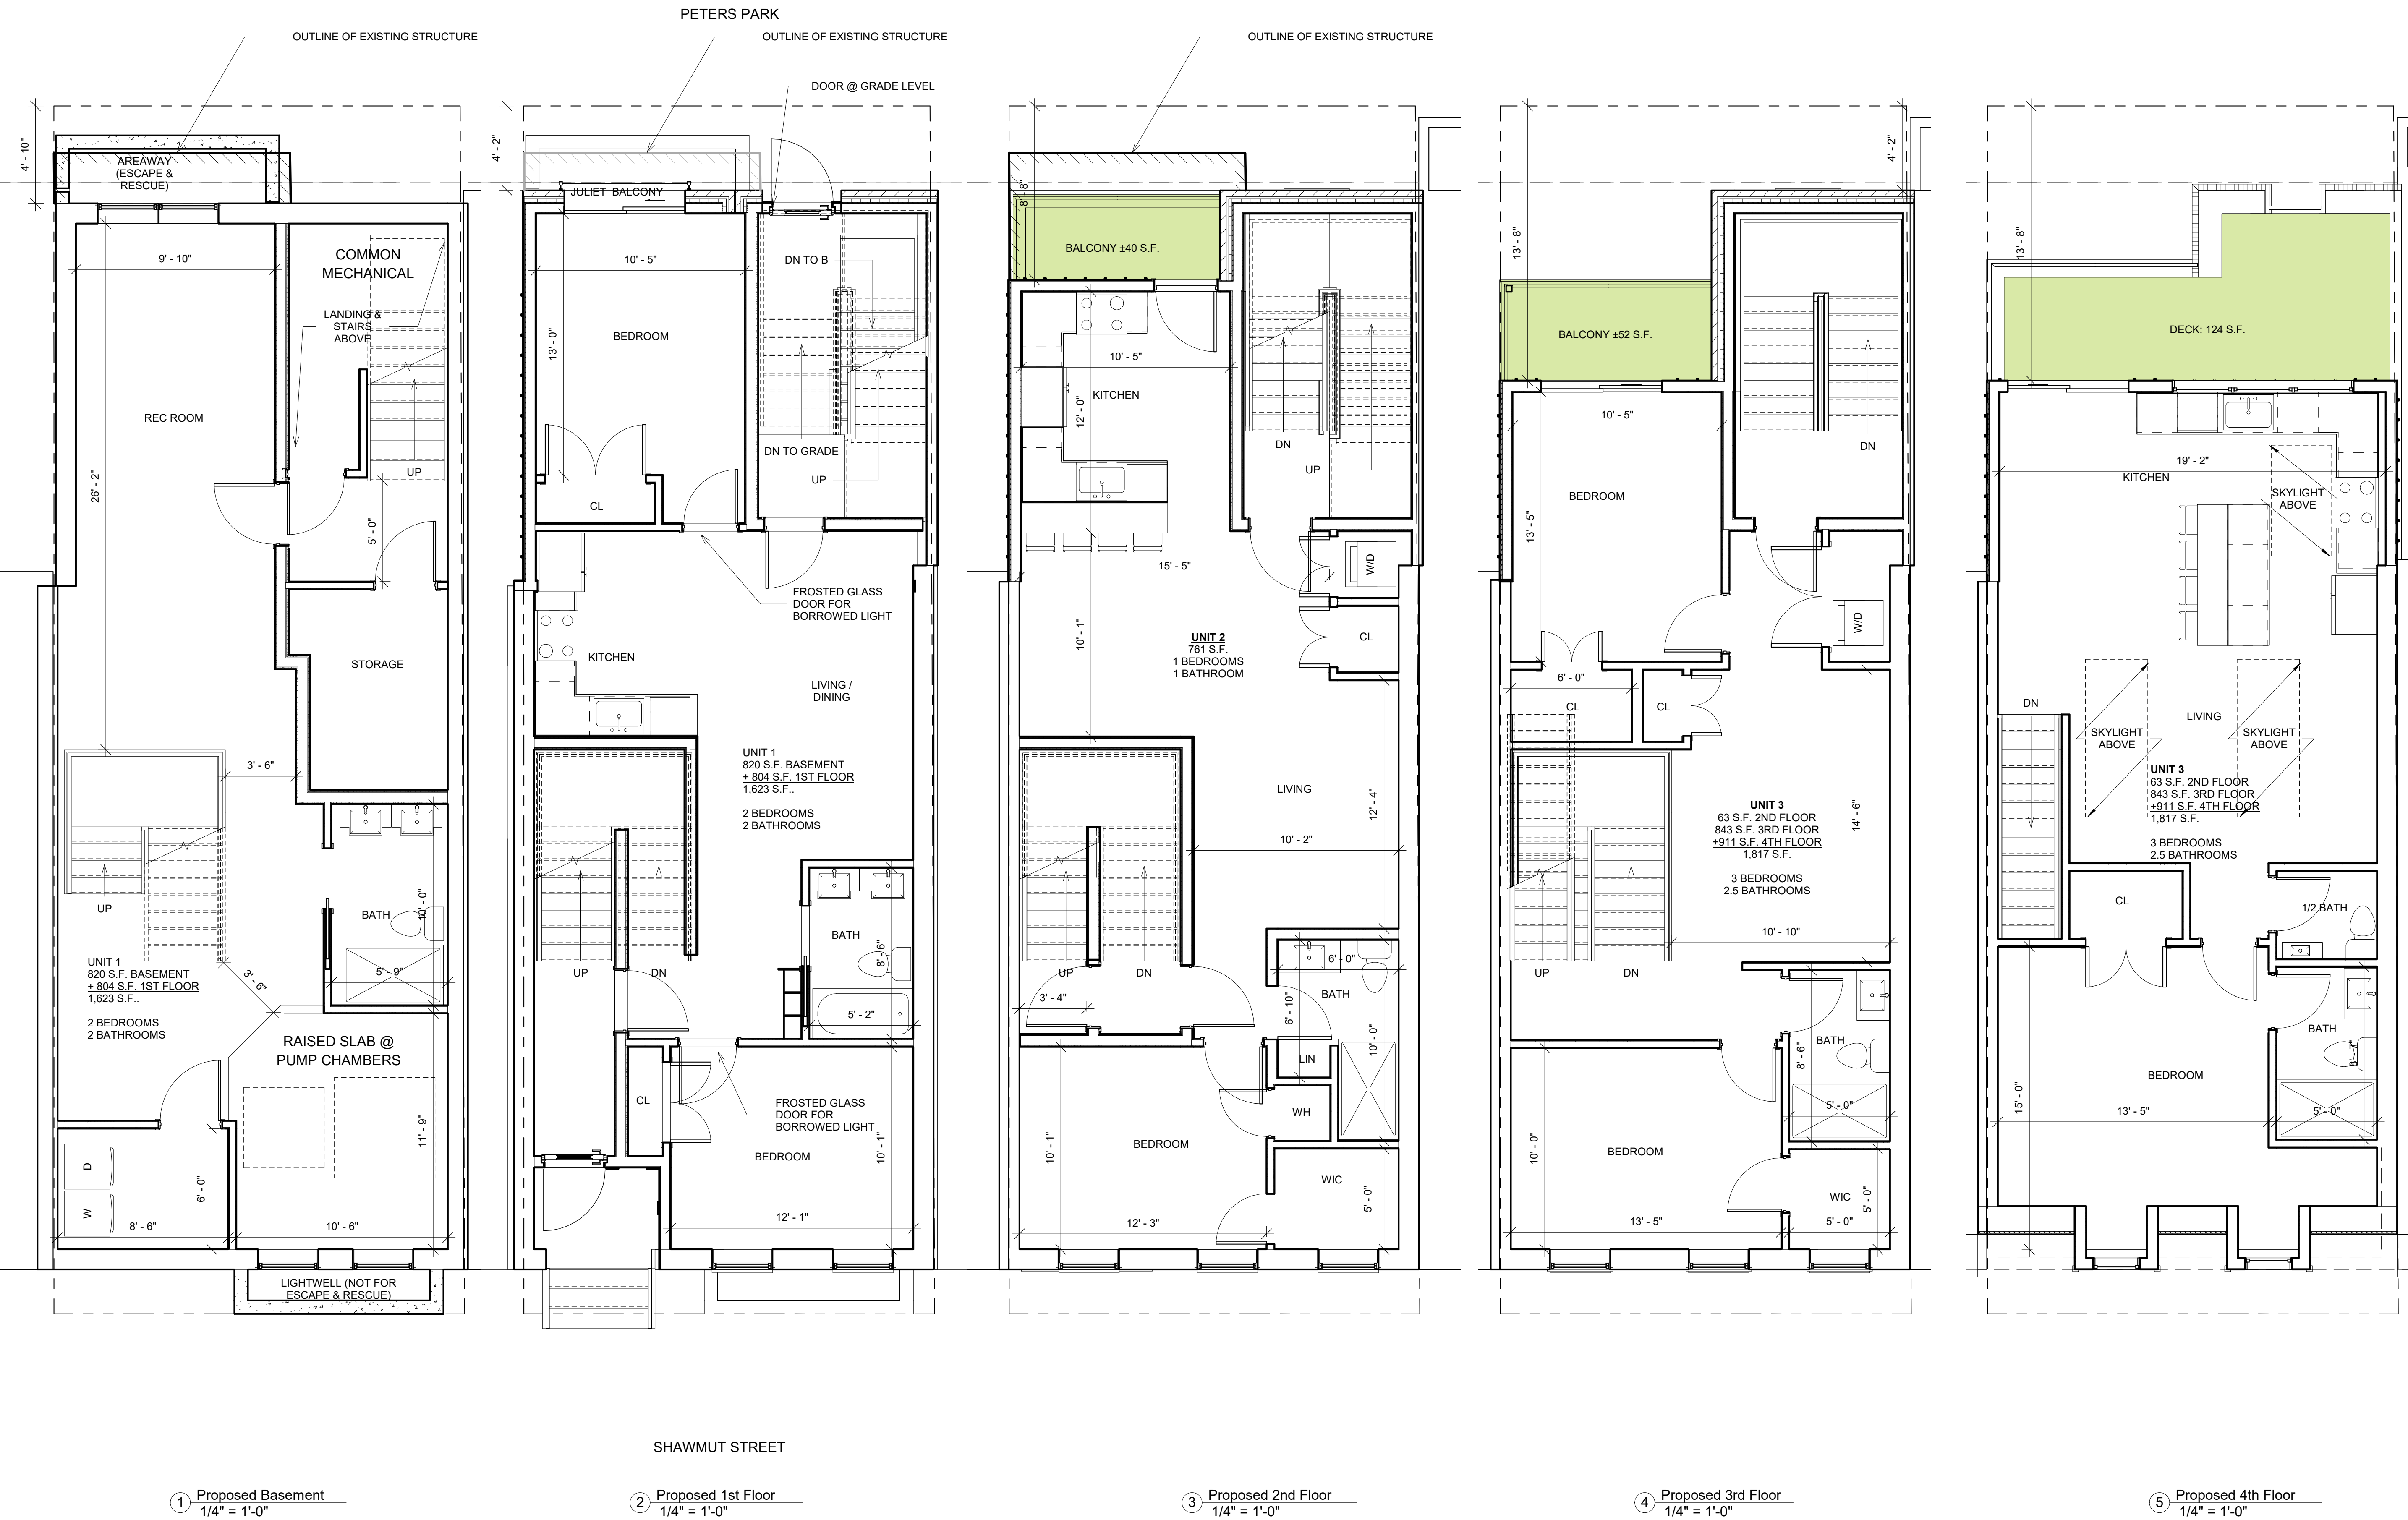 PETERS PARK
OUTLINE OF EXISTING STRUCTURE
OUTLINE OF EXISTING STRUCTURE
OUTLINE OF EXISTING STRUCTURE
DOOR @ GRADE LEVEL
4' - 10"
AREAWAY
(ESCAPE &
RESCUE)
9' - 10"
COMMON
MECHANICAL
LANDING &
STAIRS
ABOVE
REC ROOM
26' - 2"
UP
5' - 0"
STORAGE
3' - 6"
UP
BATH
10' - 0"
5' - 9"
UNIT 1
820 S.F. BASEMENT
+ 804 S.F. 1ST FLOOR
1,623 S.F..
2 BEDROOMS
2 BATHROOMS
3' - 6"
RAISED SLAB @
PUMP CHAMBERS
11' - 9"
D
W
6' - 0"
8' - 6"
10' - 6"
LIGHTWELL (NOT FOR
ESCAPE & RESCUE)
4' - 2"
JULIET BALCONY
10' - 5"
DN TO B
13' - 0"
BEDROOM
DN TO GRADE
UP
CL
FROSTED GLASS
DOOR FOR
BORROWED LIGHT
KITCHEN
LIVING /
DINING
UNIT 1
820 S.F. BASEMENT
+ 804 S.F. 1ST FLOOR
1,623 S.F..
2 BEDROOMS
2 BATHROOMS
BATH
8' - 6"
UP
DN
5' - 2"
CL
FROSTED GLASS
DOOR FOR
BORROWED LIGHT
BEDROOM
10' - 1"
12' - 1"
8' - 8"
BALCONY ±40 S.F.
10' - 5"
KITCHEN
12' - 0"
DN
UP
15' - 5"
W/D
10' - 1"
UNIT 2
761 S.F.
1 BEDROOMS
1 BATHROOM
CL
LIVING
12' - 4"
10' - 2"
UP
DN
6' - 0"
3' - 4"
BATH
6' - 10"
10' - 0"
LIN
WH
BEDROOM
10' - 1"
WIC
5' - 0"
12' - 3"
13' - 8"
4' - 2"
BALCONY ±52 S.F.
10' - 5"
DN
BEDROOM
13' - 5"
W/D
6' - 0"
CL
CL
UNIT 3
63 S.F. 2ND FLOOR
843 S.F. 3RD FLOOR
+911 S.F. 4TH FLOOR
1,817 S.F.
3 BEDROOMS
2.5 BATHROOMS
14' - 6"
10' - 10"
UP
DN
BATH
8' - 6"
5' - 0"
BEDROOM
10' - 0"
WIC
5' - 0"
13' - 5"
5' - 0"
13' - 8"
DECK: 124 S.F.
19' - 2"
KITCHEN
SKYLIGHT
ABOVE
DN
LIVING
SKYLIGHT
ABOVE
SKYLIGHT
ABOVE
UNIT 3
63 S.F. 2ND FLOOR
843 S.F. 3RD FLOOR
+911 S.F. 4TH FLOOR
1,817 S.F.
3 BEDROOMS
2.5 BATHROOMS
CL
1/2 BATH
BATH
8' - 7"
BEDROOM
15' - 0"
13' - 5"
5' - 0"
SHAWMUT STREET
1 Proposed Basement
1/4" = 1'-0"
2 Proposed 1st Floor
1/4" = 1'-0"
3 Proposed 2nd Floor
1/4" = 1'-0"
4 Proposed 3rd Floor
1/4" = 1'-0"
5 Proposed 4th Floor
1/4" = 1'-0"